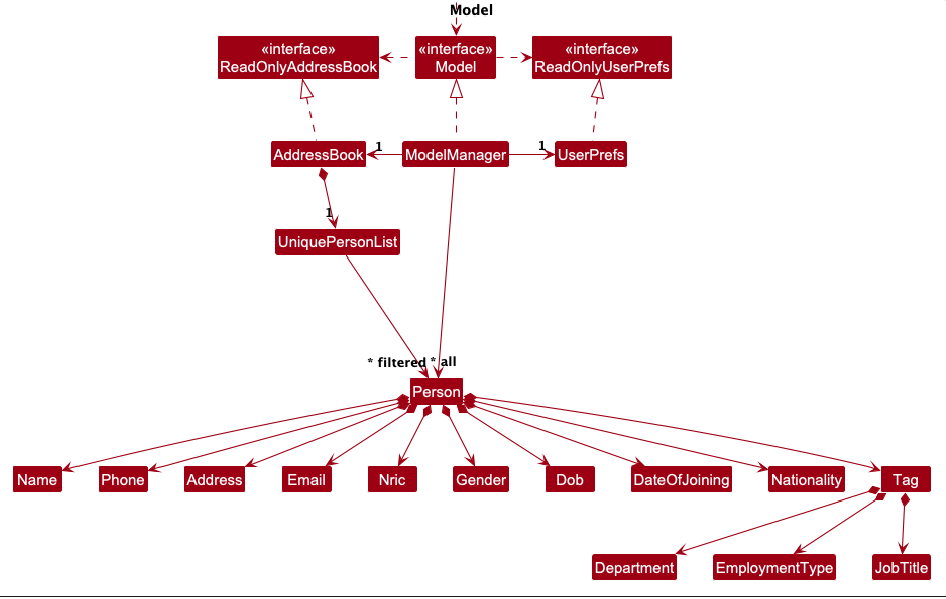 Model
«interface»
ReadOnlyAddressBook
«interface»
Model
«interface»
ReadOnlyUserPrefs
AddressBook
1
ModelManager
1
UserPrefs
1
UniquePersonList
* filtered * all
Person
Name
Phone
Address
Email
Nric
Gender
Dob
DateOfJoining
Nationality
Tag
Department
EmploymentType
JobTitle